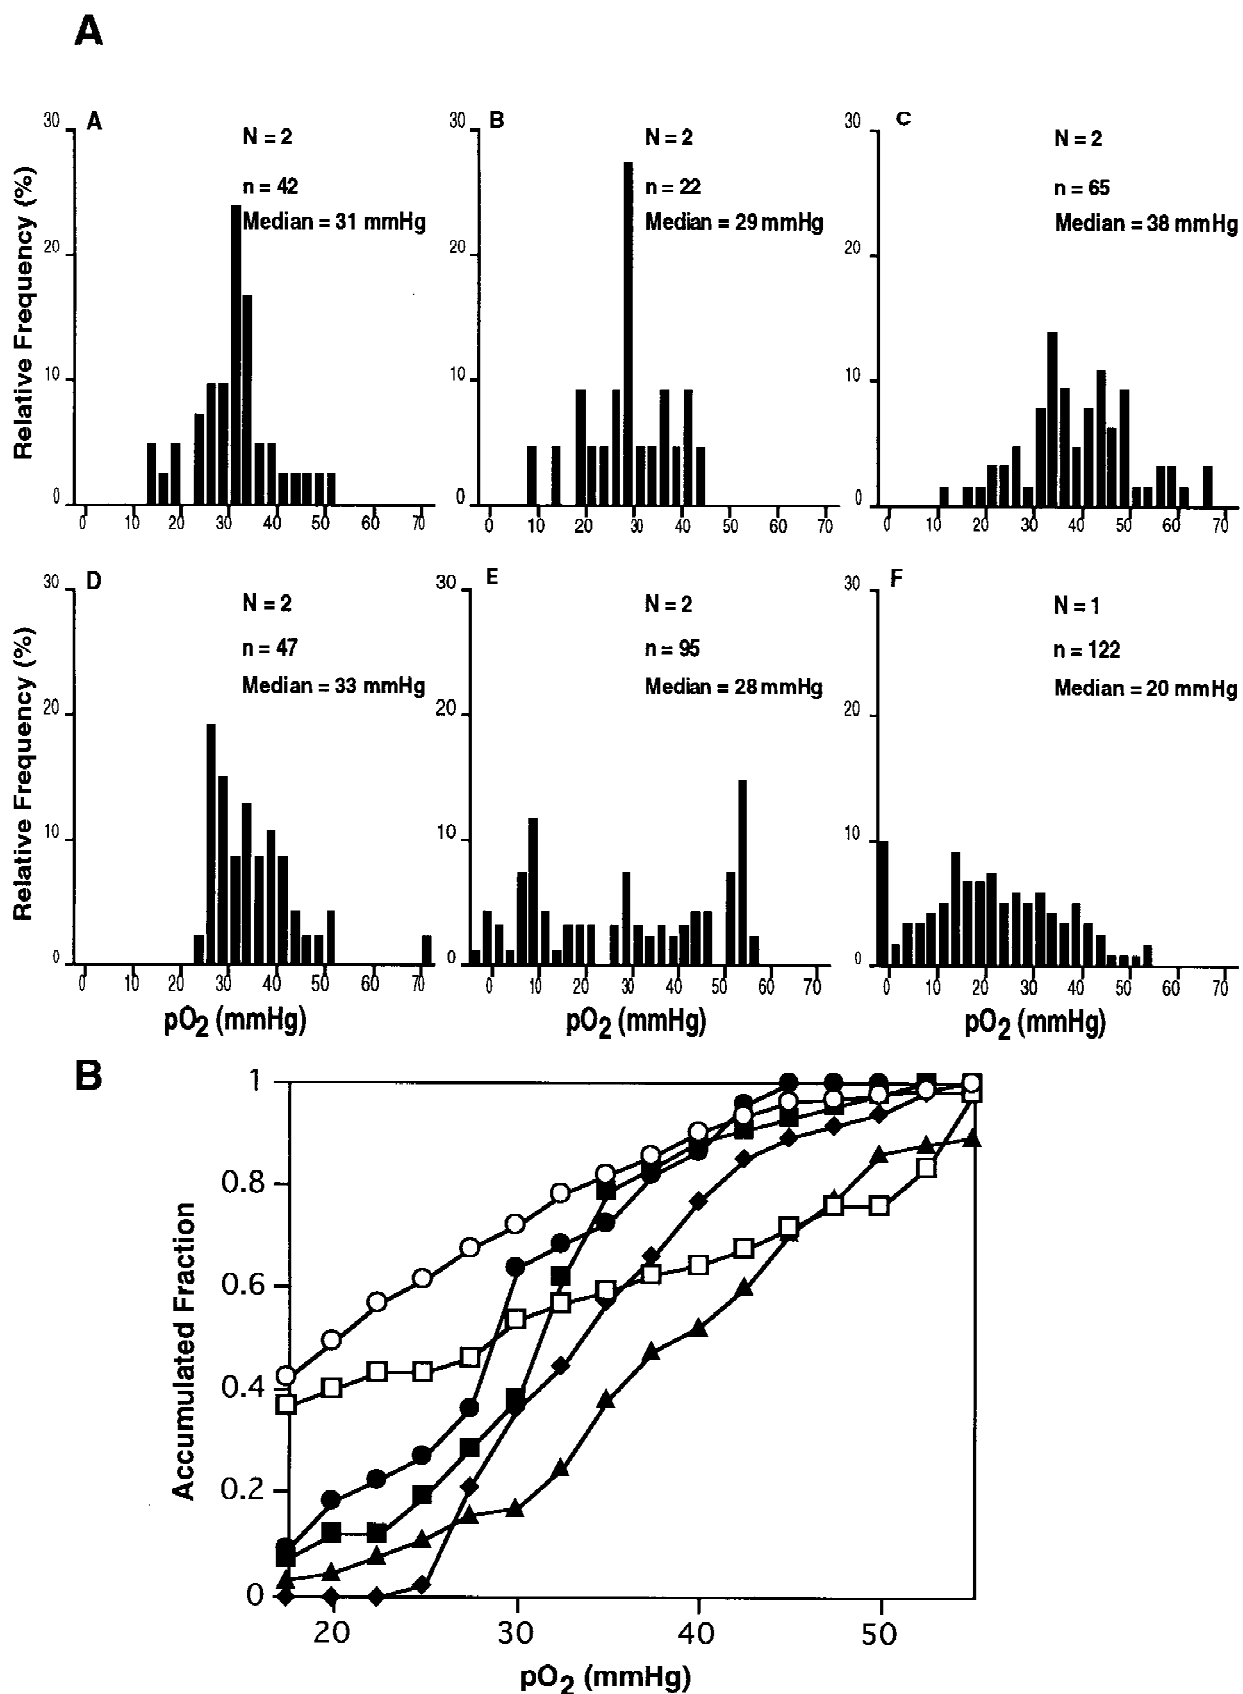 A
A
N = 2
n = 42
Median = 31 mmHg
30
20
10
0
0 10 20 30 40 50 60 70
Relative Frequency (%)
B
N = 2
n = 22
Median = 29 mmHg
30
20
10
0
0 10 20 30 40 50 60 70
C
N = 2
n = 65
Median = 38 mmHg
30
20
10
0
0 10 20 30 40 50 60 70
D
N = 2
n = 47
Median = 33 mmHg
30
20
10
0
0 10 20 30 40 50 60 70
Relative Frequency (%)
pO2 (mmHg)
E
N = 2
n = 95
Median = 28 mmHg
30
20
10
0
0 10 20 30 40 50 60 70
pO2 (mmHg)
F
N = 1
n = 122
Median = 20 mmHg
30
20
10
0
0 10 20 30 40 50 60 70
pO2 (mmHg)
B
1
0.8
0.6
0.4
0.2
0
Accumulated Fraction
20 30 40 50
pO2 (mmHg)